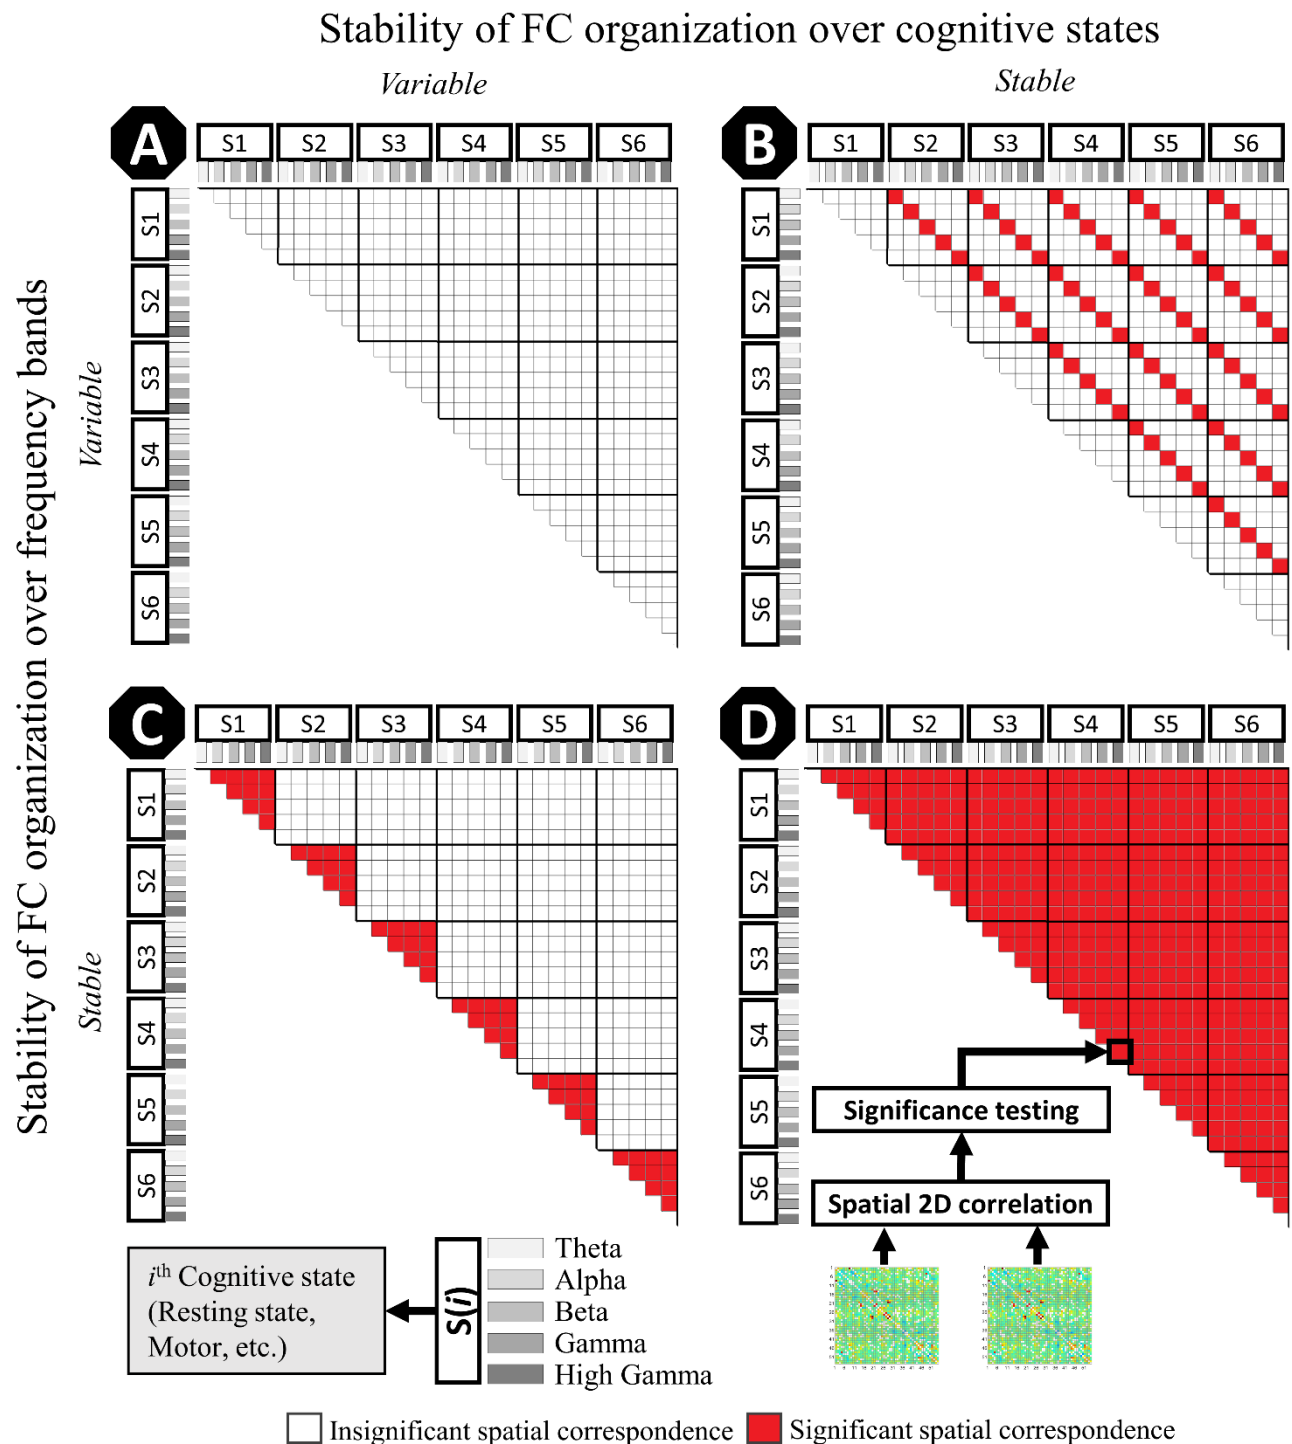 Stability of FC organization over cognitive states
Variable
Stable
Stability of FC organization over frequency bands
Variable
Stable
A
S1 S2 S3 S4 S5 S6
S1
S2
S3
S4
S5
S6
B
S1 S2 S3 S4 S5 S6
S1
S2
S3
S4
S5
S6
C
S1 S2 S3 S4 S5 S6
S1
S2
S3
S4
S5
S6
D
S1 S2 S3 S4 S5 S6
S1
S2
S3
S4
S5
S6
Significance testing
Spatial 2D correlation
ith Cognitive state
(Resting state,
Motor, etc.)
S(i)
Theta
Alpha
Beta
Gamma
High Gamma
Insignificant spatial correspondence
Significant spatial correspondence